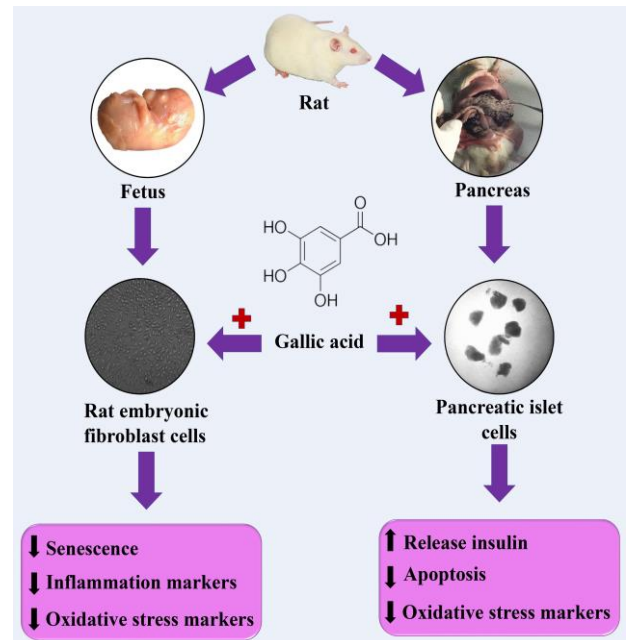 Rat
Fetus
Pancreas
O
HO
OH
HO
OH
+
+
Gallic acid
Rat embryonic
fibroblast cells
Pancreatic islet
cells
↓ Senescence
↓ Inflammation markers
↓ Oxidative stress markers
↑ Release insulin
↓ Apoptosis
↓ Oxidative stress markers